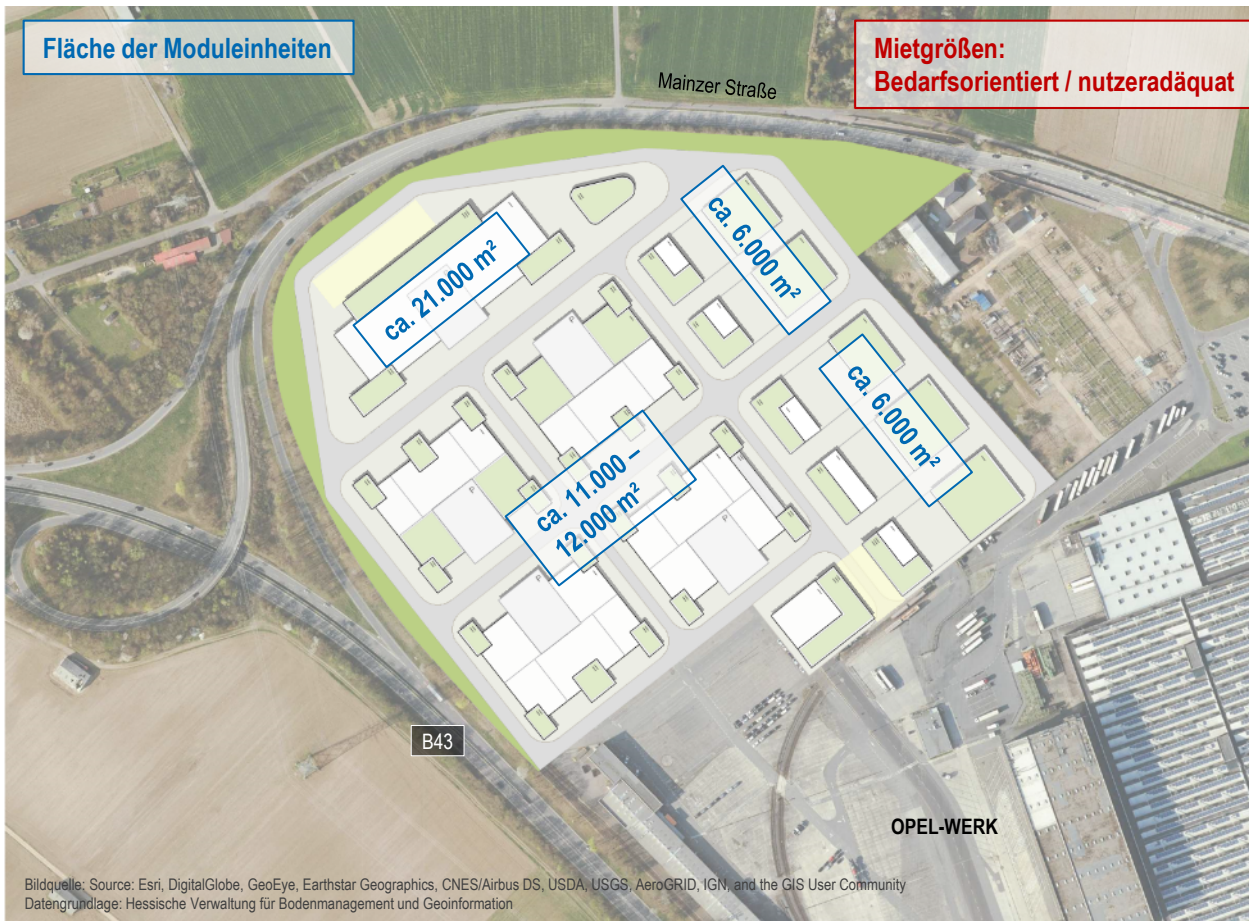 Fläche der Moduleinheiten
Mietgrößen:
Bedarfsorientiert / nutzeradäquat
Mainzer Straße
ca. 21.000 m²
ca. 6.000 m²
ca. 6.000 m²
ca. 11.000 –
12.000 m²
B43
OPEL-WERK
Bildquelle: Source: Esri, DigitalGlobe, GeoEye, Earthstar Geographics, CNES/Airbus DS, USDA, USGS, AeroGRID, IGN, and the GIS User Community
Datengrundlage: Hessische Verwaltung für Bodenmanagement und Geoinformation